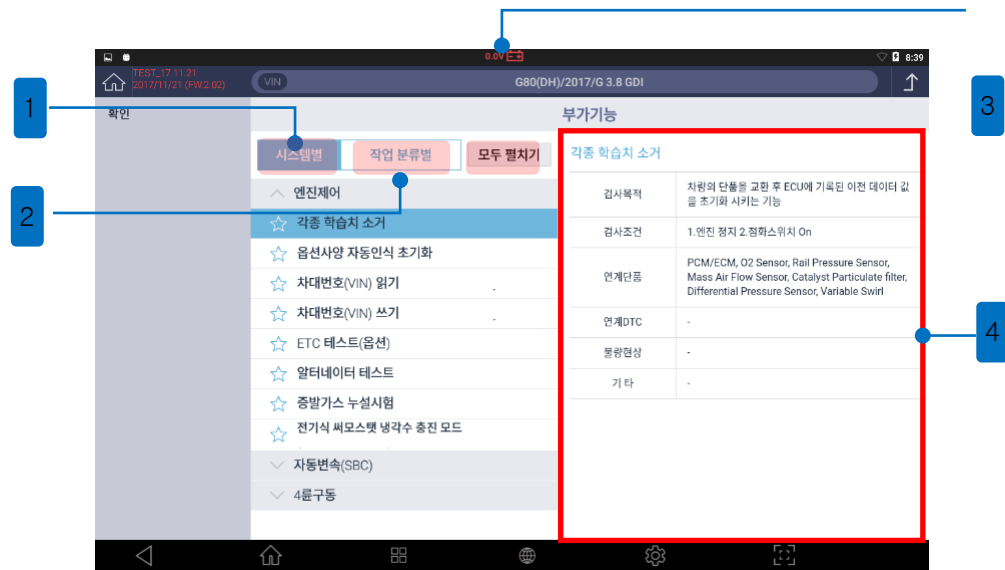 0.0V
8:39
TEST_17.11.21
2017/11/21 (FW:2.02)
VIN
G80(DH)/2017/G 3.8 GDI
1
2
3
4
확인
부가기능
시스템별
작업 분류별
모두 펼치기
엔진제어
각종 학습치 소거
옵션사양 자동인식 초기화
차대번호(VIN) 읽기
차대번호(VIN) 쓰기
ETC 테스트(옵션)
알터네이터 테스트
증발가스 누설시험
전기식 써모스탯 냉각수 충진 모드
자동변속(SBC)
4륜구동
각종 학습치 소거
검사목적
차량의 단품을 교환 후 ECU에 기록된 이전 데이터 값
을 초기화 시키는 기능
검사조건
1.엔진 정지 2.점화스위치 On
연계단품
PCM/ECM, O2 Sensor, Rail Pressure Sensor,
Mass Air Flow Sensor, Catalyst Particulate filter,
Differential Pressure Sensor, Variable Swirl
연계DTC
-
불량현상
-
기 타
-